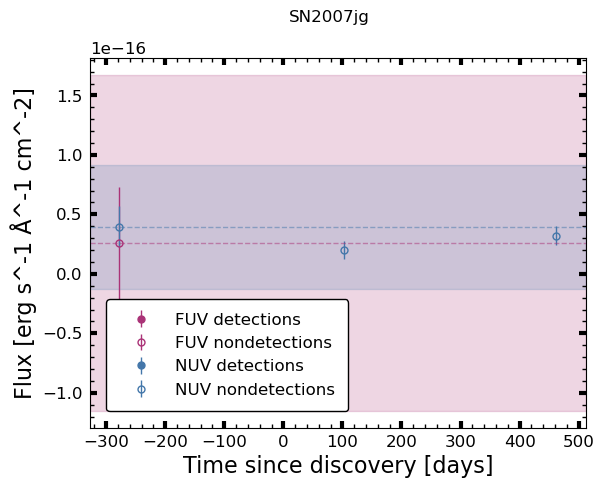 SN2007jg
1e−16
Flux [erg s^-1 Å^-1 cm^-2]
1.5
1.0
0.5
0.0
−0.5
−1.0
FUV detections
FUV nondetections
NUV detections
NUV nondetections
−300 −200 −100 0 100 200 300 400 500
Time since discovery [days]